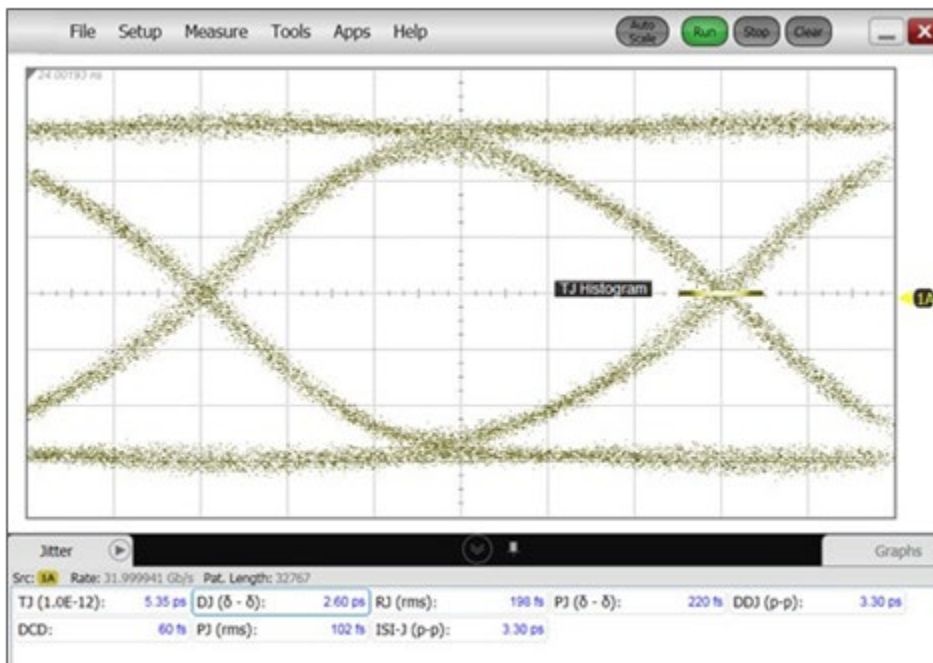 File Setup Measure Tools Apps Help Auto Scale Run Stop Clear
24.00193 ns
TJ Histogram
1A
Jitter Graphs
Src: 1A Rate: 31.999941 Gb/s Pat. Length: 32767
TJ (1.0E-12): 5.35 ps DJ (δ - δ): 2.60 ps RJ (rms): 198 fs PJ (δ - δ): 220 fs DDJ (p-p): 3.30 ps
DCD: 60 fs PJ (rms): 102 fs ISI-J (p-p): 3.30 ps